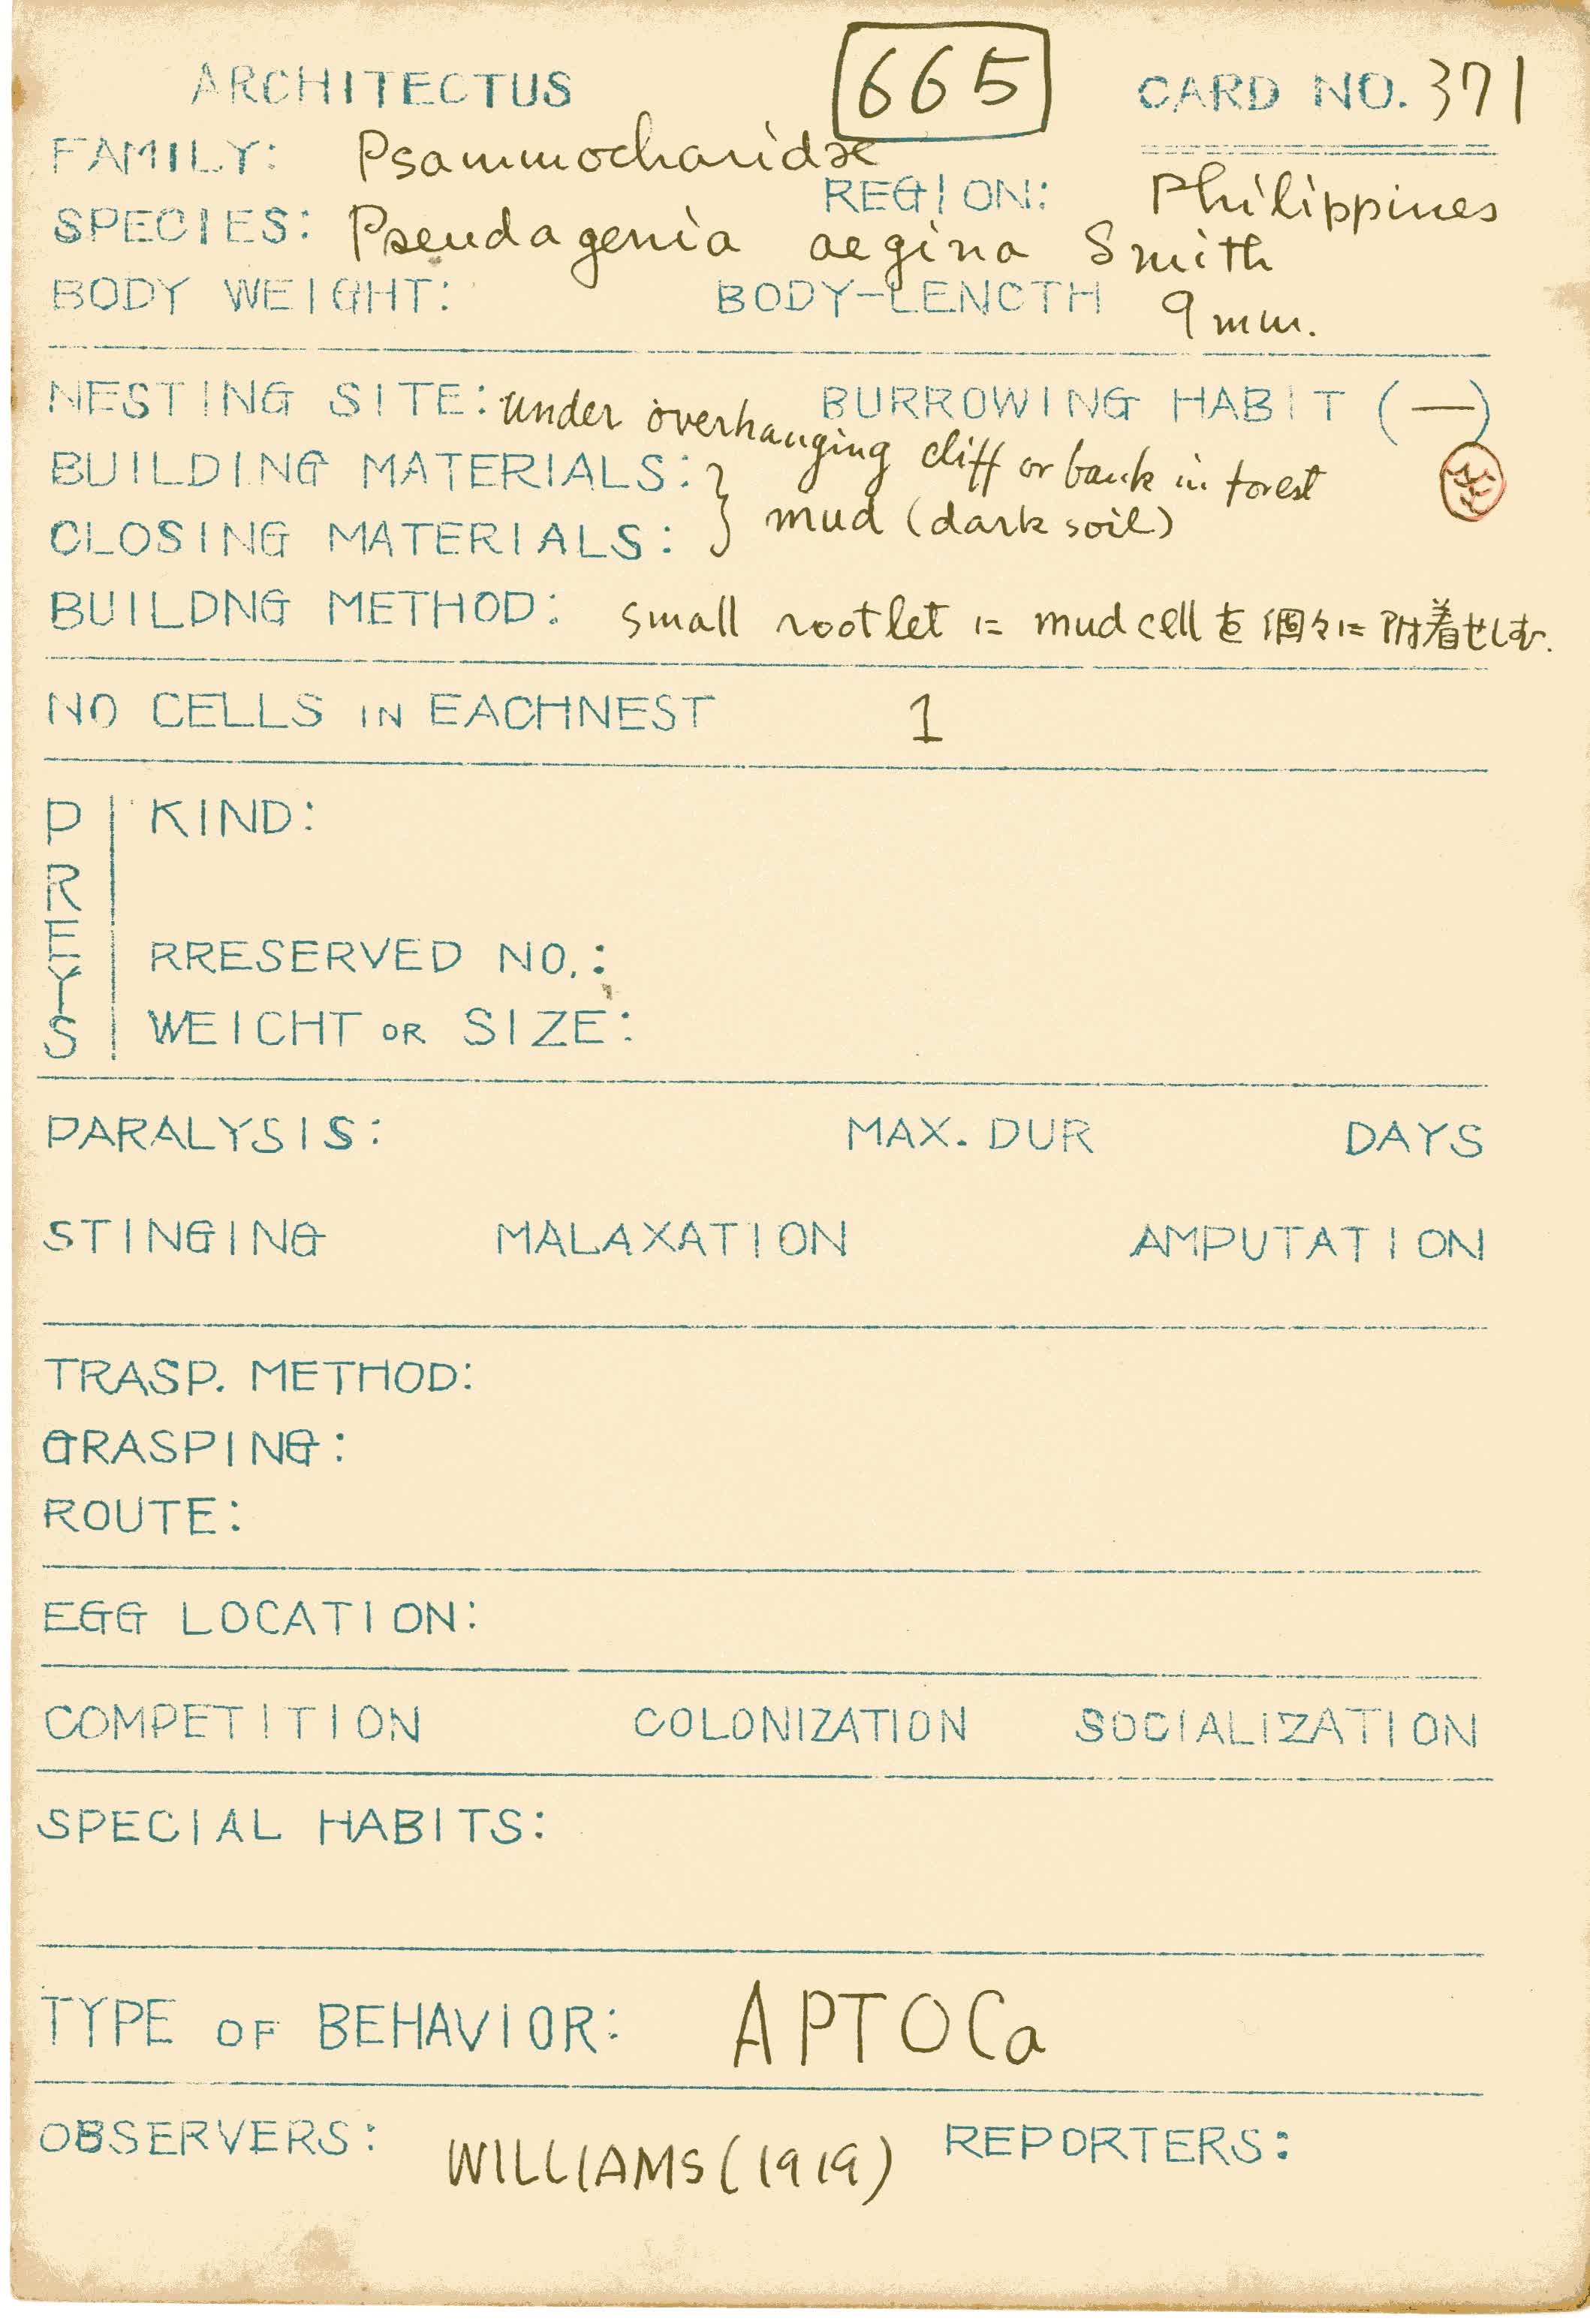 ARCHITECTUS 665 CARD NO. 371
FAMILY: Psammocharidæ
REGION: Philippines
SPECIES: Pseudagenia aegina Smith
BODY WEIGHT: BODY-LENCTH 9 mm.
NESTING SITE: under overhanging cliff or bank in forest
BURROWING HABIT (—)
BUILDING MATERIALS: } mud (dark soil)
CLOSING MATERIALS:
BUILDNG METHOD: small rootlet に mud cell を個々に附着せしむ.
NO CELLS IN EACHNEST 1
PREYS
KIND:
RRESERVED NO.:
WEICHT OR SIZE:
PARALYSIS: MAX. DUR DAYS
STINGING MALAXATION AMPUTATION
TRASP. METHOD:
GRASPING:
ROUTE:
EGG LOCATION:
COMPETITION COLONIZATION SOCIALIZATION
SPECIAL HABITS:
TYPE OF BEHAVIOR: APTOCa
OBSERVERS: WILLIAMS (1919) REPORTERS: